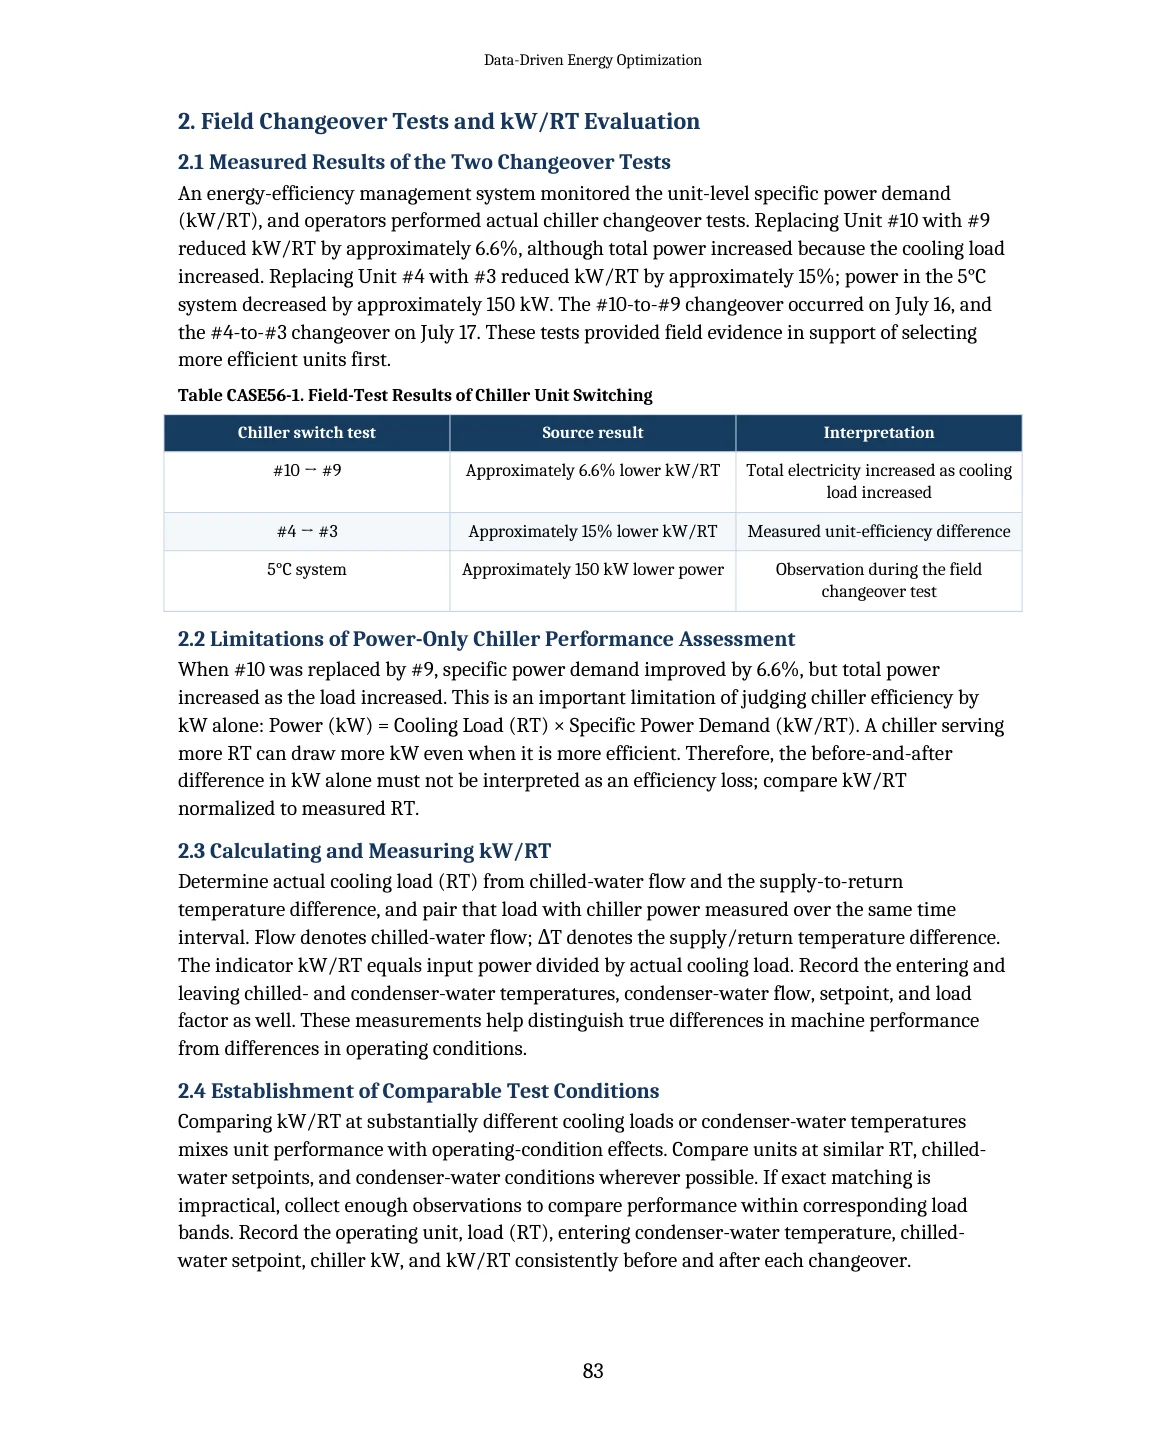 Data-Driven Energy Optimization
2. Field Changeover Tests and kW/RT Evaluation
2.1 Measured Results of the Two Changeover Tests
An energy-efficiency management system monitored the unit-level specific power demand
(kW/RT), and operators performed actual chiller changeover tests. Replacing Unit #10 with #9
reduced kW/RT by approximately 6.6%, although total power increased because the cooling load
increased. Replacing Unit #4 with #3 reduced kW/RT by approximately 15%; power in the 5°C
system decreased by approximately 150 kW. The #10-to-#9 changeover occurred on July 16, and
the #4-to-#3 changeover on July 17. These tests provided field evidence in support of selecting
more efficient units first.
Table CASE56-1. Field-Test Results of Chiller Unit Switching
Chiller switch test
Source result
Interpretation
#10 → #9
Approximately 6.6% lower kW/RT
Total electricity increased as cooling
load increased
#4 → #3
Approximately 15% lower kW/RT
Measured unit-efficiency difference
5°C system
Approximately 150 kW lower power
Observation during the field
changeover test
2.2 Limitations of Power-Only Chiller Performance Assessment
When #10 was replaced by #9, specific power demand improved by 6.6%, but total power
increased as the load increased. This is an important limitation of judging chiller efficiency by
kW alone: Power (kW) = Cooling Load (RT) × Specific Power Demand (kW/RT). A chiller serving
more RT can draw more kW even when it is more efficient. Therefore, the before-and-after
difference in kW alone must not be interpreted as an efficiency loss; compare kW/RT
normalized to measured RT.
2.3 Calculating and Measuring kW/RT
Determine actual cooling load (RT) from chilled-water flow and the supply-to-return
temperature difference, and pair that load with chiller power measured over the same time
interval. Flow denotes chilled-water flow; ΔT denotes the supply/return temperature difference.
The indicator kW/RT equals input power divided by actual cooling load. Record the entering and
leaving chilled- and condenser-water temperatures, condenser-water flow, setpoint, and load
factor as well. These measurements help distinguish true differences in machine performance
from differences in operating conditions.
2.4 Establishment of Comparable Test Conditions
Comparing kW/RT at substantially different cooling loads or condenser-water temperatures
mixes unit performance with operating-condition effects. Compare units at similar RT, chilled-
water setpoints, and condenser-water conditions wherever possible. If exact matching is
impractical, collect enough observations to compare performance within corresponding load
bands. Record the operating unit, load (RT), entering condenser-water temperature, chilled-
water setpoint, chiller kW, and kW/RT consistently before and after each changeover.
83